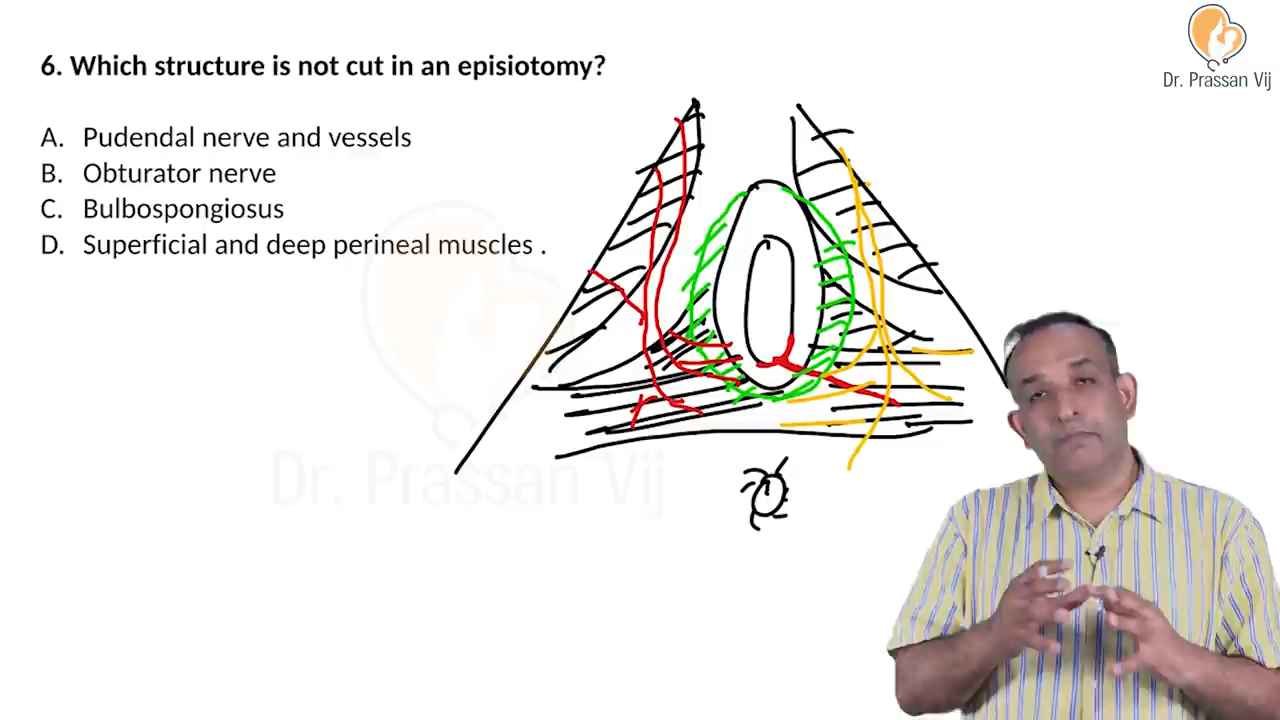 Dr. Prassan Vij
6. Which structure is not cut in an episiotomy?
A. Pudendal nerve and vessels
B. Obturator nerve
C. Bulbospongiosus
D. Superficial and deep perineal muscles .
Dr. Prassan Vij